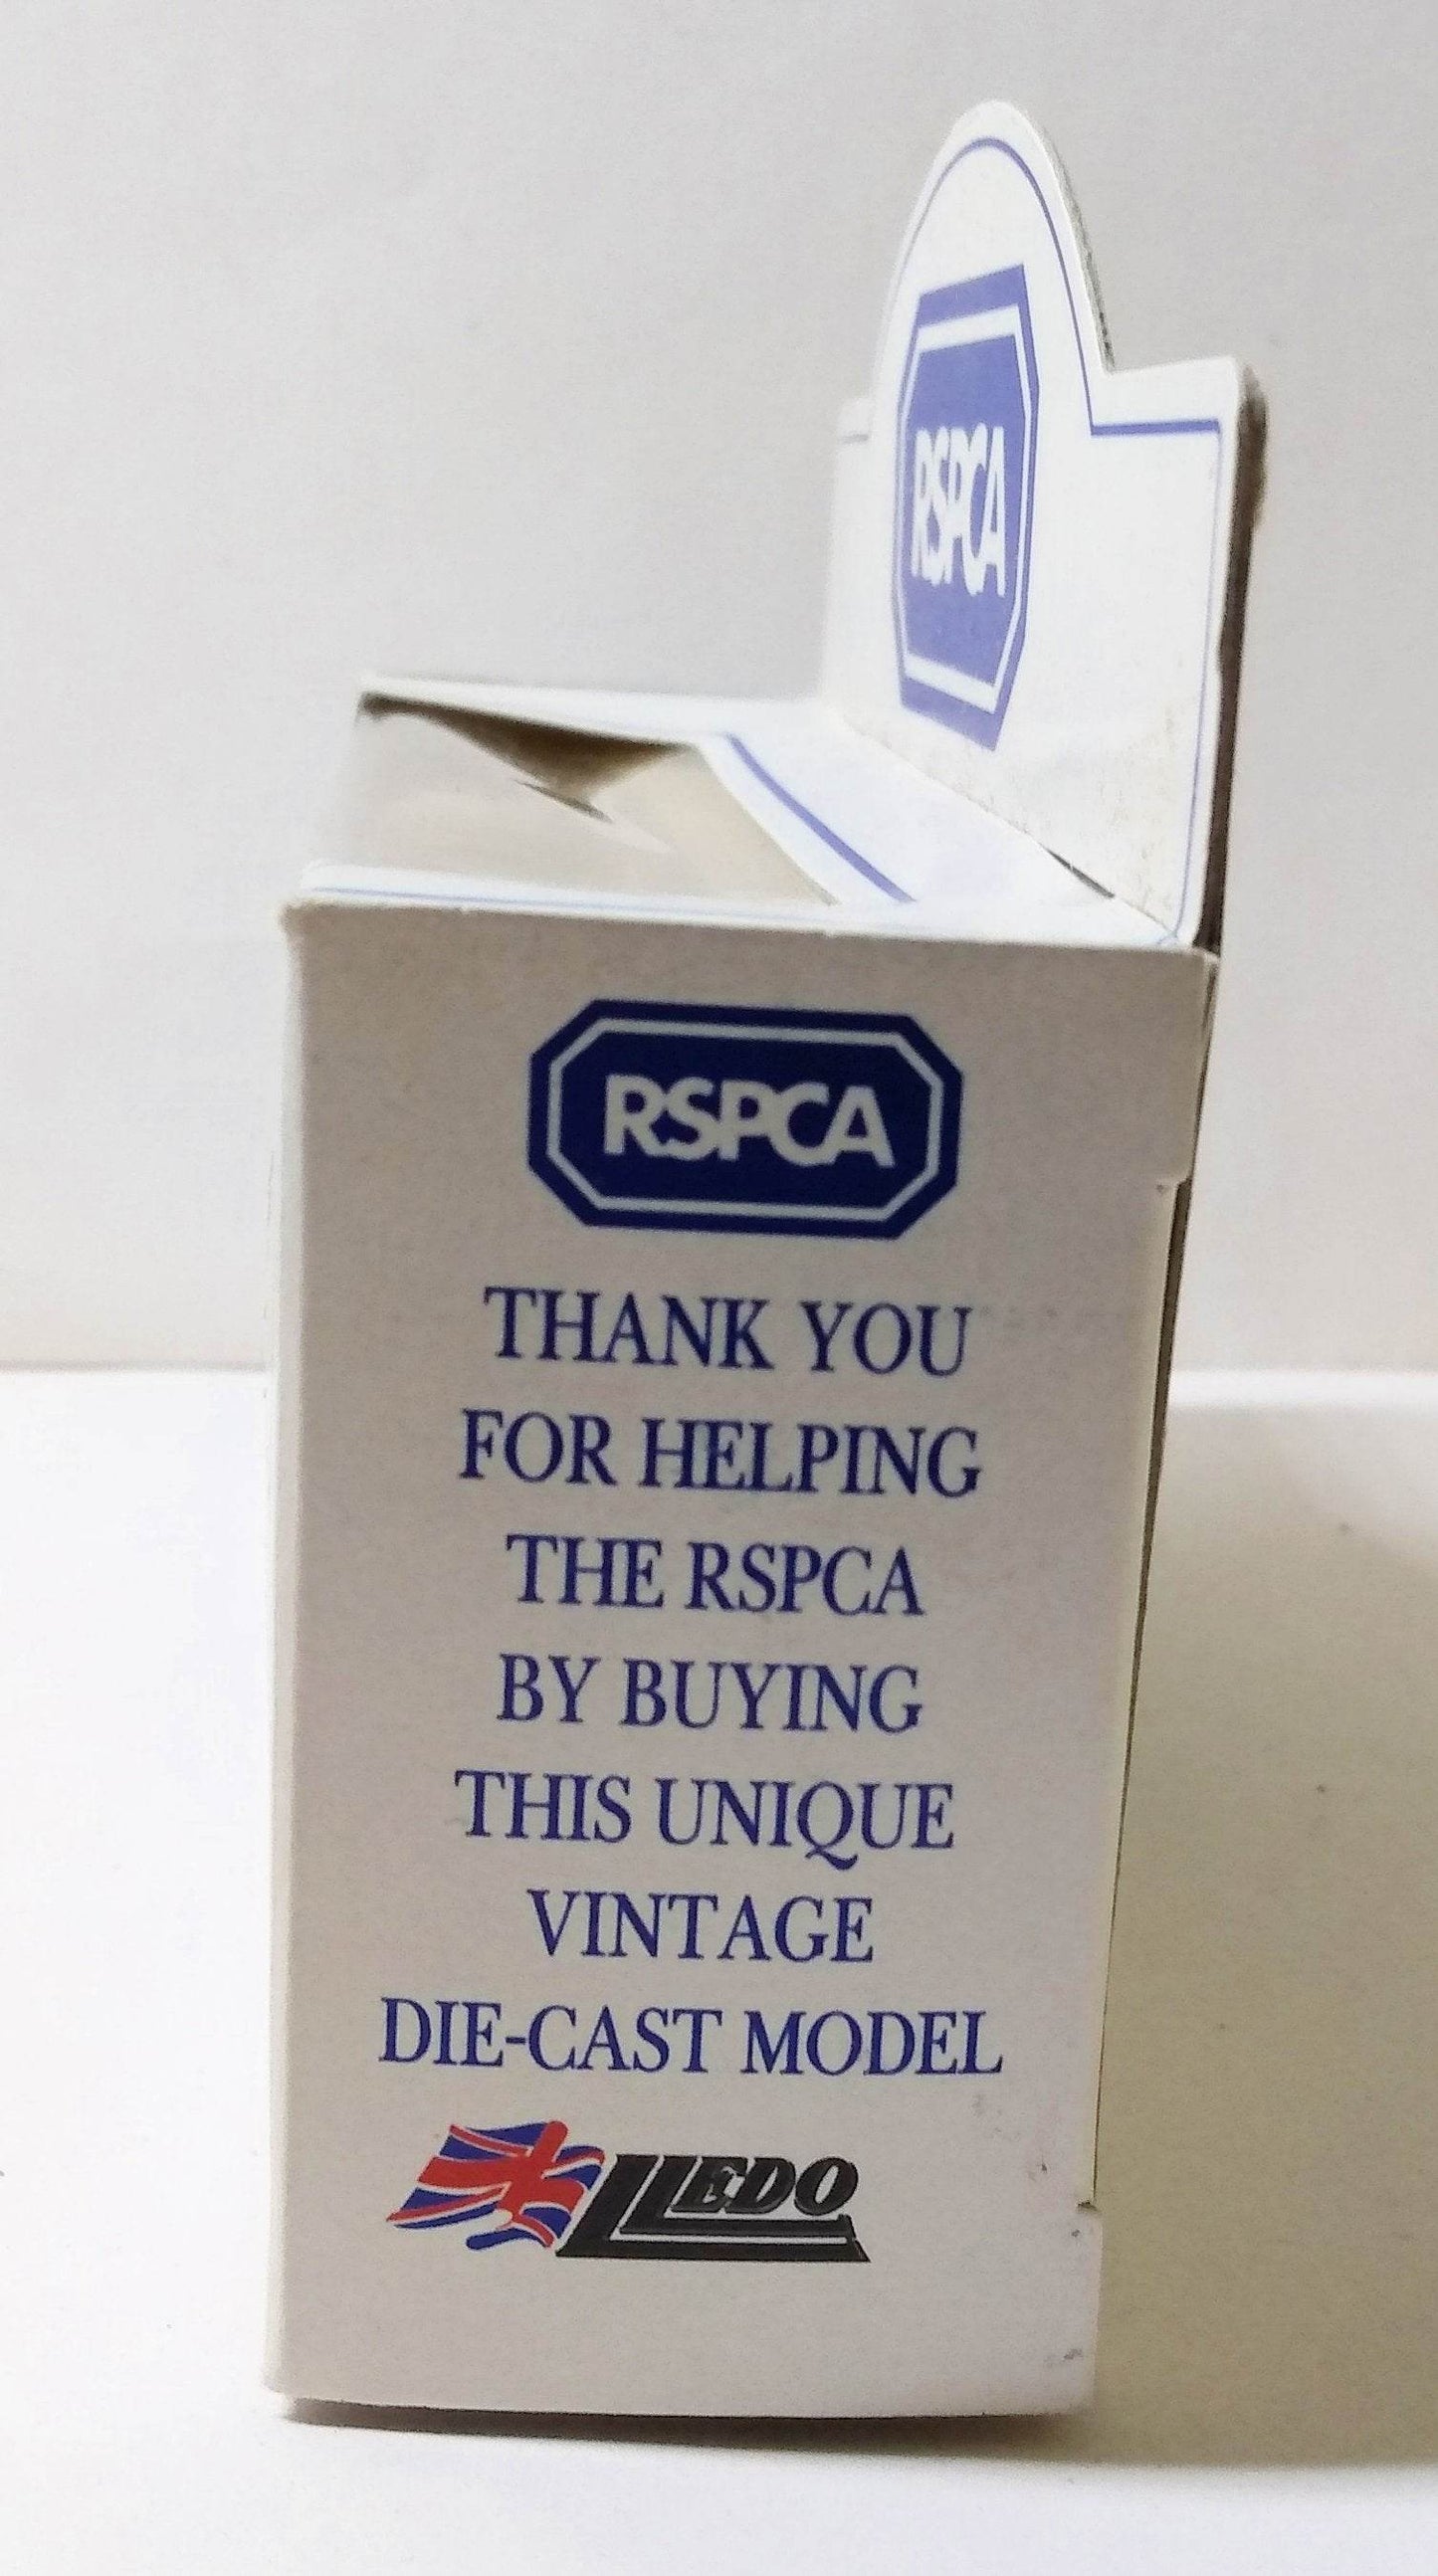 RSPCA
RSPCA
THANK YOU
FOR HELPING
THE RSPCA
BY BUYING
THIS UNIQUE
VINTAGE
DIE-CAST MODEL
LLEDO